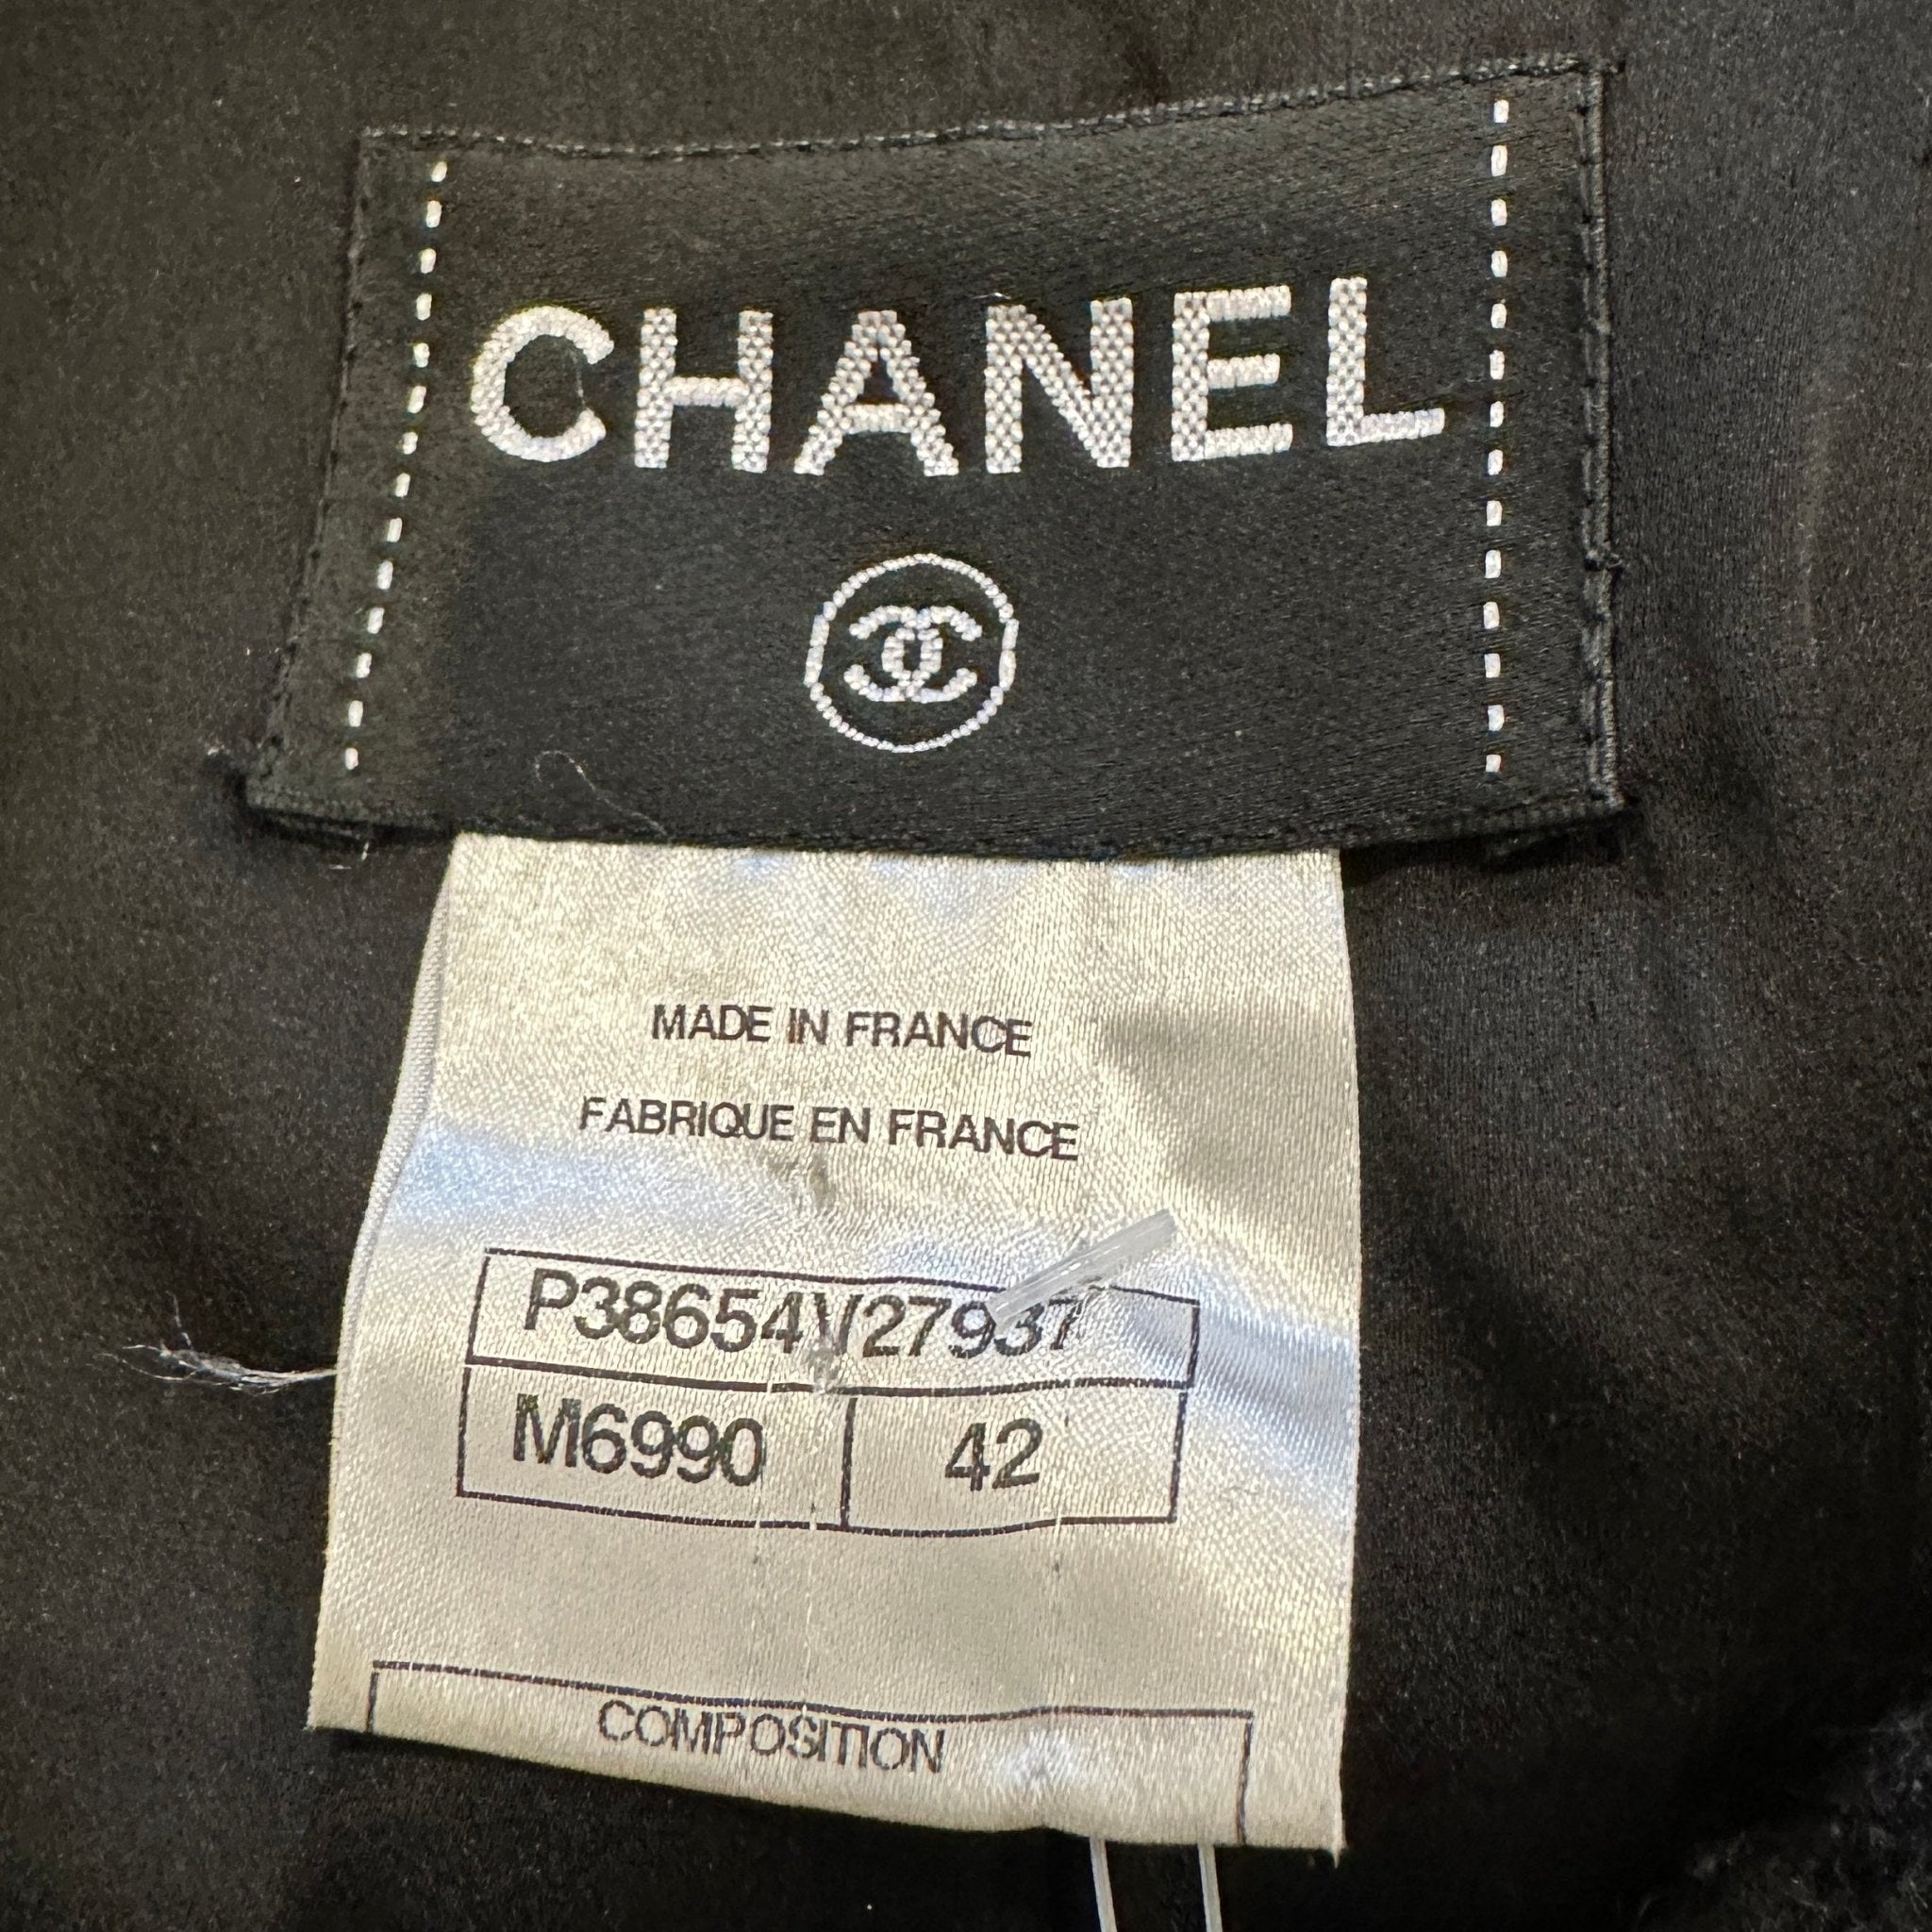 CHANEL
MADE IN FRANCE
FABRIQUE EN FRANCE
P38654V27937
M6990 42
COMPOSITION